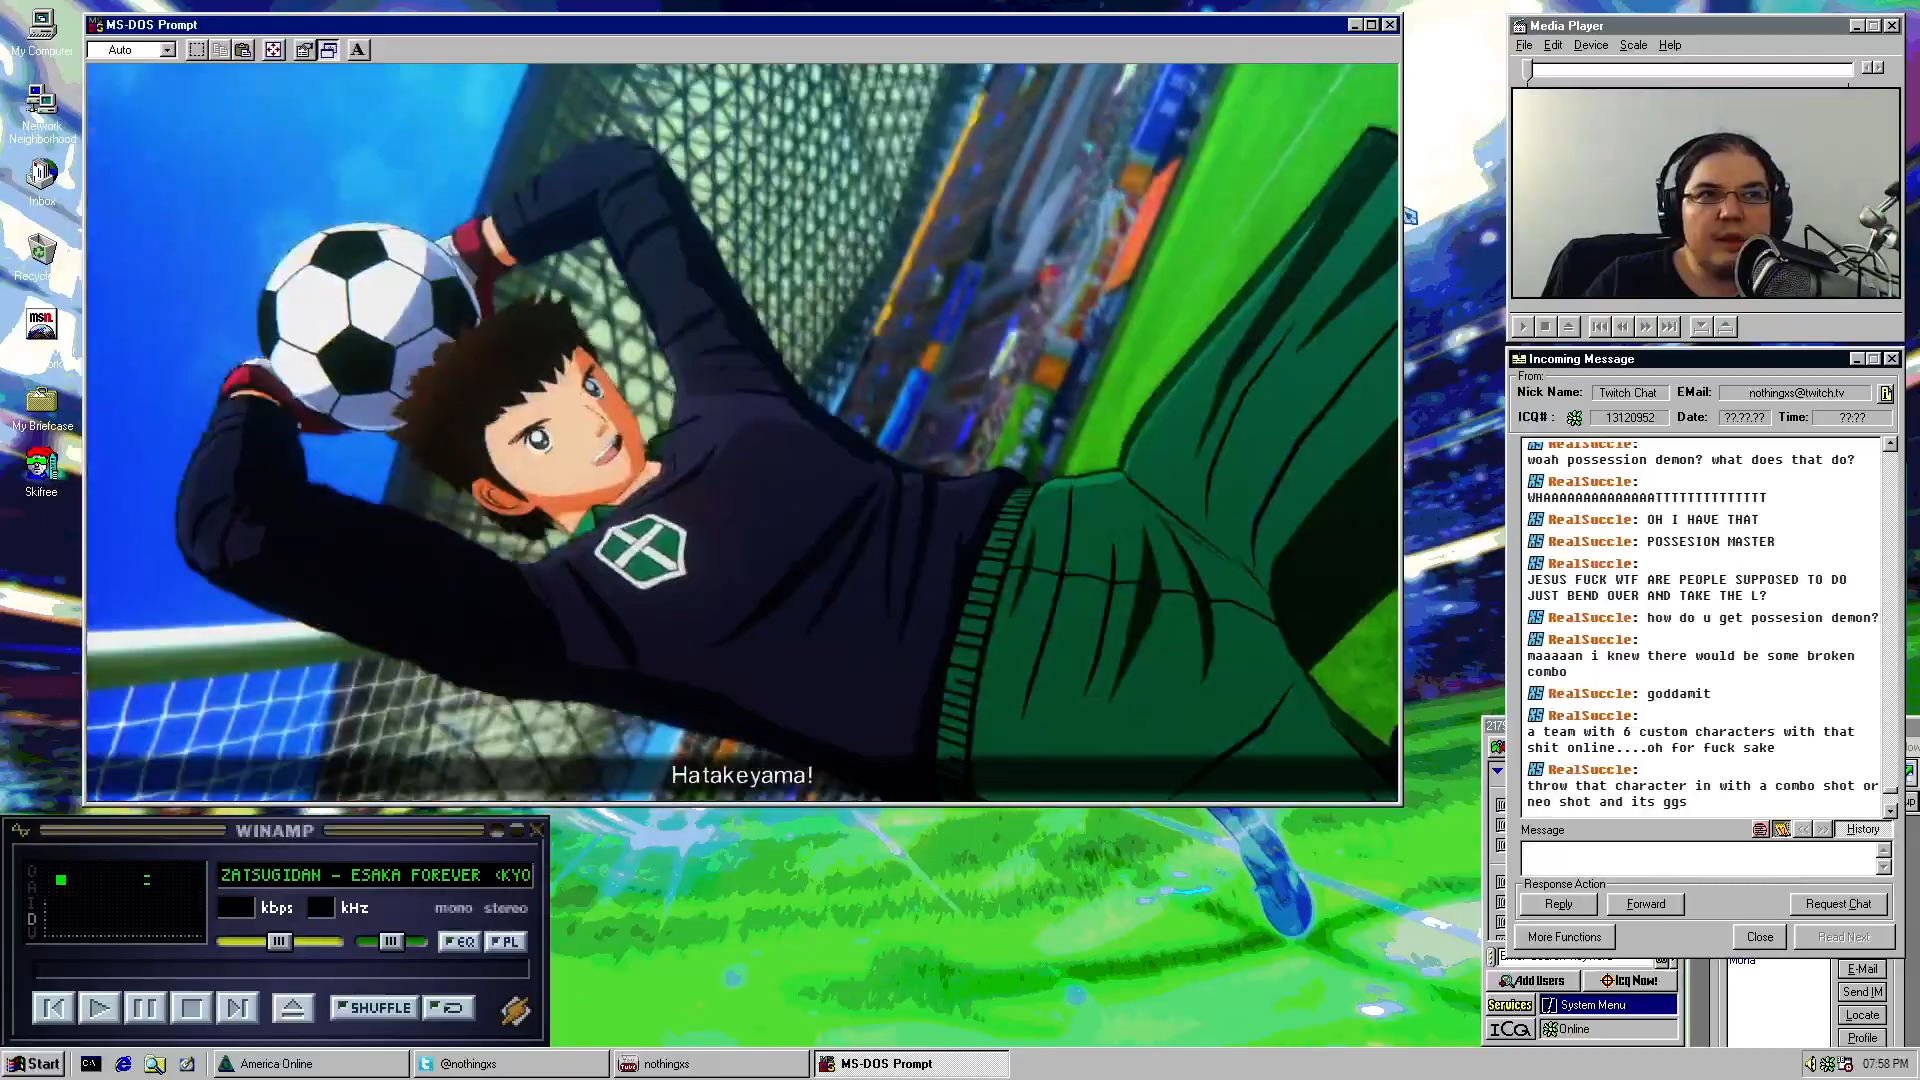 My Computer
Network
Neighborhood
Inbox
Recycle
msn.
My Briefcase
Skifree
MS-DOS Prompt
Auto
A
Hatakeyama!
Media Player
File Edit Device Scale Help
Incoming Message
From:
Nick Name: Twitch Chat EMail: nothingxs@twitch.tv
ICQ# : 13120952 Date: ??.??.?? Time: ??:??
RealSuccle:
woah possession demon? what does that do?
RealSuccle:
WHAAAAAAAAAAAAAATTTTTTTTTTTTTT
RealSuccle: OH I HAVE THAT
RealSuccle: POSSESION MASTER
RealSuccle:
JESUS FUCK WTF ARE PEOPLE SUPPOSED TO DO
JUST BEND OVER AND TAKE THE L?
RealSuccle: how do u get possesion demon?
RealSuccle:
maaaaan i knew there would be some broken
combo
RealSuccle: goddamit
RealSuccle:
a team with 6 custom characters with that
shit online....oh for fuck sake
RealSuccle:
throw that character in with a combo shot or
neo shot and its ggs
Message
History
Response Action
Reply Forward Request Chat
More Functions Close Read Next
Add Users Icq Now!
Services System Menu
ICQ Online
E-Mail
Send IM
Locate
Profile
WINAMP
ZATSUGIDAN - ESAKA FOREVER <KYO
kbps kHz mono stereo
EQ PL
SHUFFLE
Start
America Online
@nothingxs
nothingxs
MS-DOS Prompt
07:58 PM